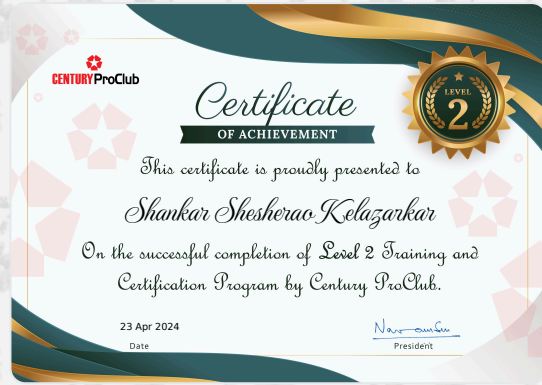 CENTURY ProClub
LEVEL
2
Certificate
OF ACHIEVEMENT
This certificate is proudly presented to
Shankar Shesherao Kelazarkar
On the successful completion of Level 2 Training and
Certification Program by Century ProClub.
23 Apr 2024
Date
President